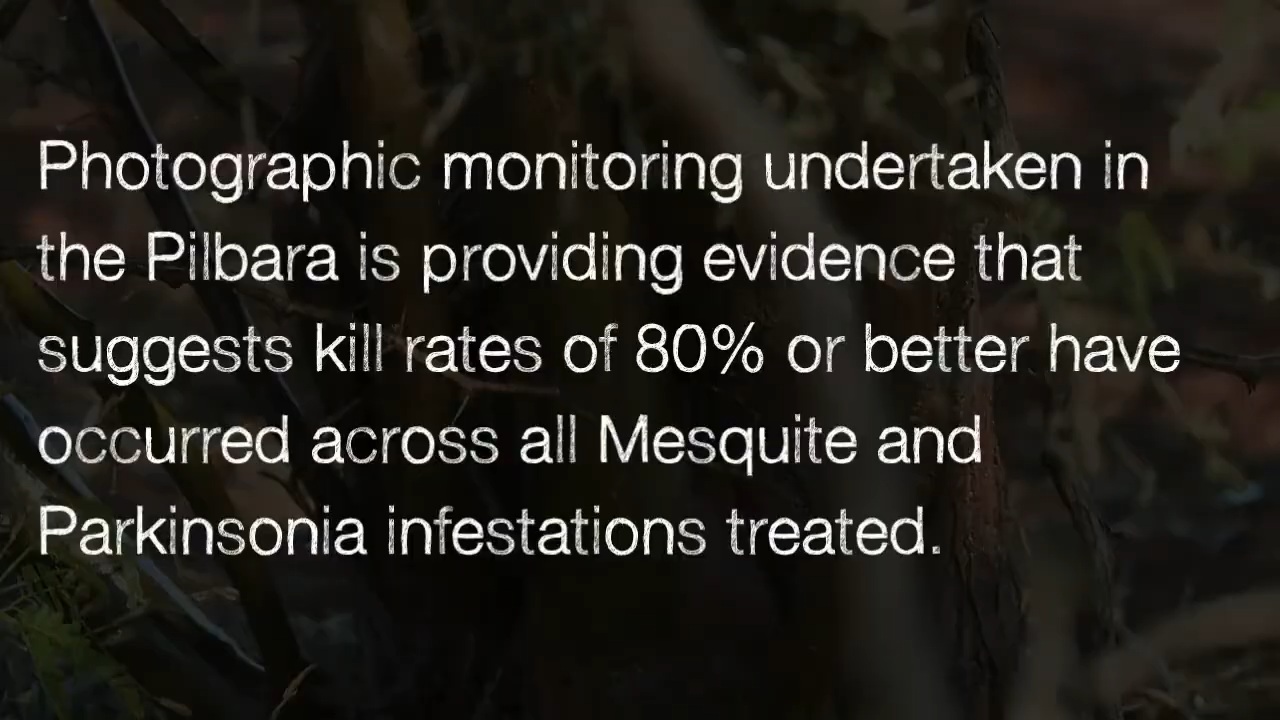 Photographic monitoring undertaken in
the Pilbara is providing evidence that
suggests kill rates of 80% or better have
occurred across all Mesquite and
Parkinsonia infestations treated.